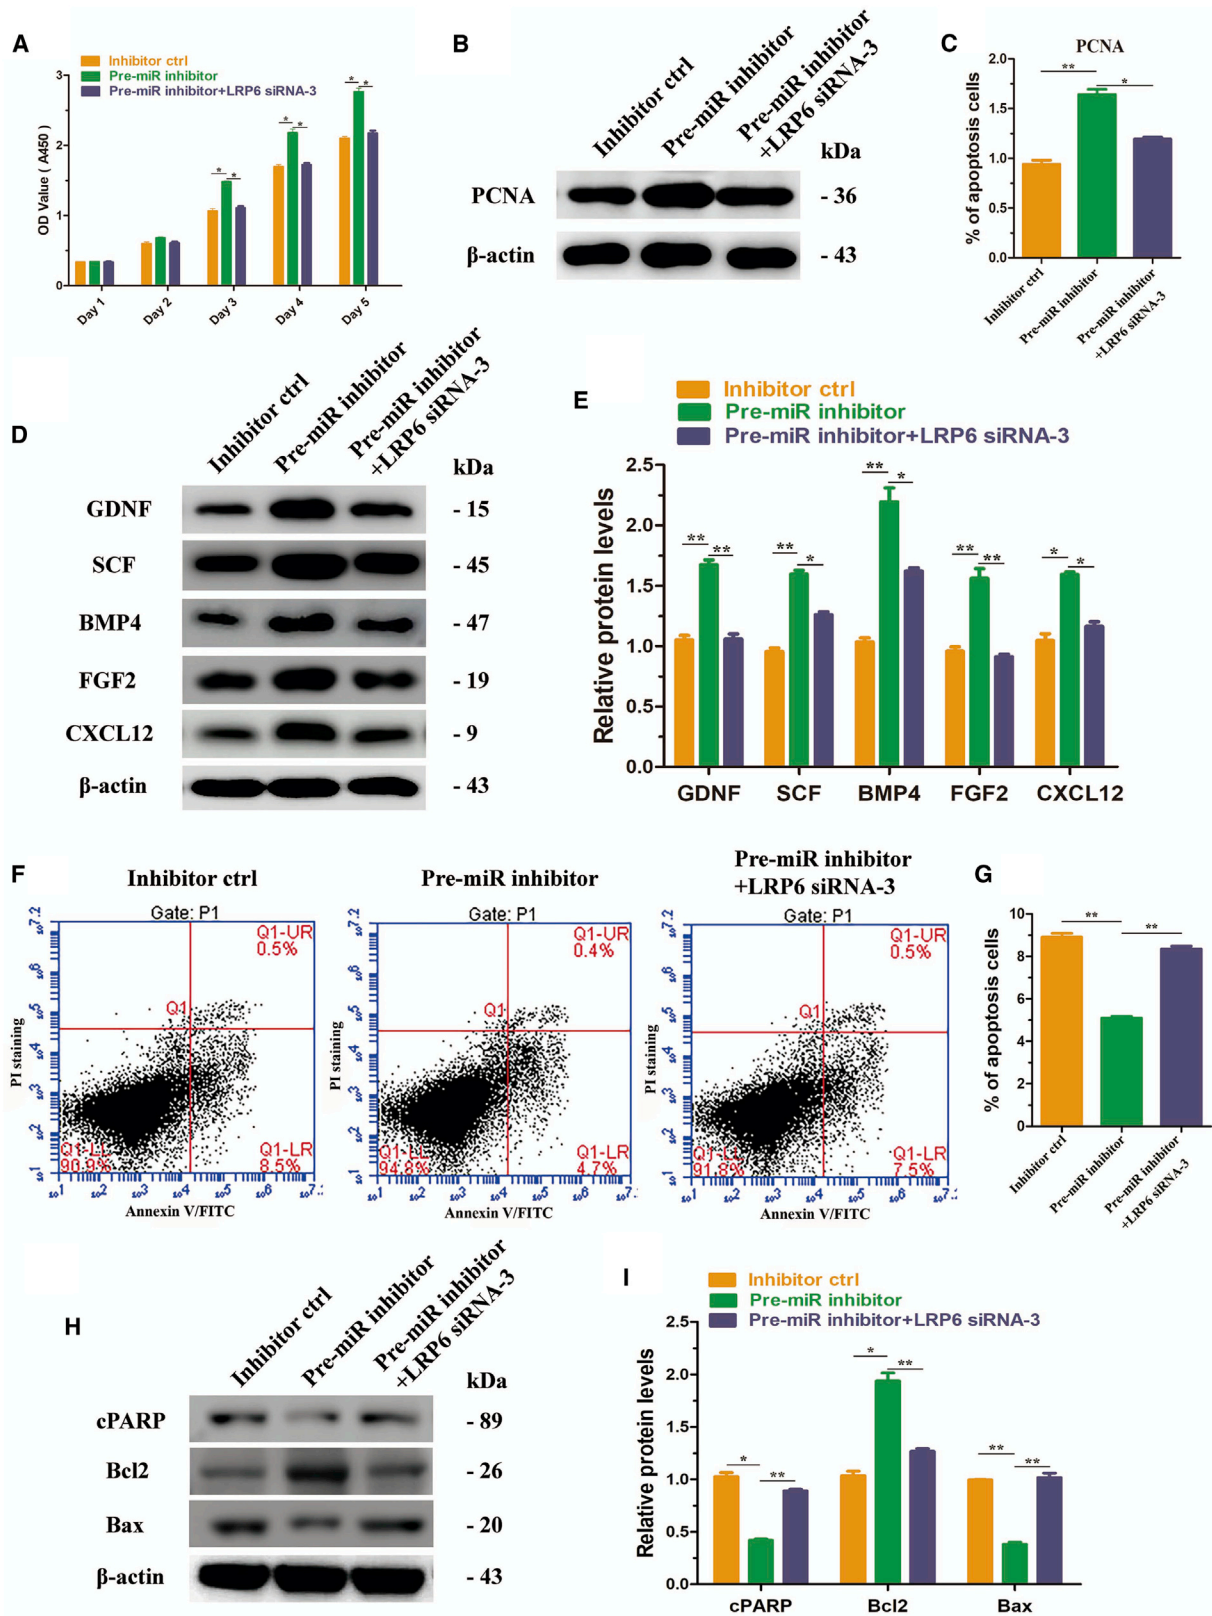 A
Inhibitor ctrl
Pre-miR inhibitor
Pre-miR inhibitor+LRP6 siRNA-3
OD Value ( A450 )
3
2
1
0
Day 1
Day 2
Day 3
Day 4
Day 5
* * * * * *
B
Inhibitor ctrl
Pre-miR inhibitor
Pre-miR inhibitor
+LRP6 siRNA-3
kDa
PCNA
- 36
β-actin
- 43
C
PCNA
% of apoptosis cells
2.0
1.5
1.0
0.5
0.0
** *
Inhibitor ctrl
Pre-miR inhibitor
Pre-miR inhibitor
+LRP6 siRNA-3
D
Inhibitor ctrl
Pre-miR inhibitor
Pre-miR inhibitor
+LRP6 siRNA-3
kDa
GDNF
- 15
SCF
- 45
BMP4
- 47
FGF2
- 19
CXCL12
- 9
β-actin
- 43
E
Inhibitor ctrl
Pre-miR inhibitor
Pre-miR inhibitor+LRP6 siRNA-3
Relative protein levels
2.5
2.0
1.5
1.0
0.5
0.0
** ** ** * ** * ** ** * *
GDNF SCF BMP4 FGF2 CXCL12
F
Inhibitor ctrl
Gate: P1
Q1-UR
0.5%
Q1
Q1-LL
90.9%
Q1-LR
8.5%
PI staining
Annexin V/FITC
Pre-miR inhibitor
Gate: P1
Q1-UR
0.4%
Q1
Q1-LL
94.8%
Q1-LR
4.7%
PI staining
Annexin V/FITC
Pre-miR inhibitor
+LRP6 siRNA-3
Gate: P1
Q1-UR
0.5%
Q1
Q1-LL
91.8%
Q1-LR
7.5%
PI staining
Annexin V/FITC
G
% of apoptosis cells
10
8
6
4
2
0
** **
Inhibitor ctrl
Pre-miR inhibitor
Pre-miR inhibitor
+LRP6 siRNA-3
H
Inhibitor ctrl
Pre-miR inhibitor
Pre-miR inhibitor
+LRP6 siRNA-3
kDa
cPARP
- 89
Bcl2
- 26
Bax
- 20
β-actin
- 43
I
Inhibitor ctrl
Pre-miR inhibitor
Pre-miR inhibitor+LRP6 siRNA-3
Relative protein levels
2.5
2.0
1.5
1.0
0.5
0.0
* ** * ** ** **
cPARP Bcl2 Bax